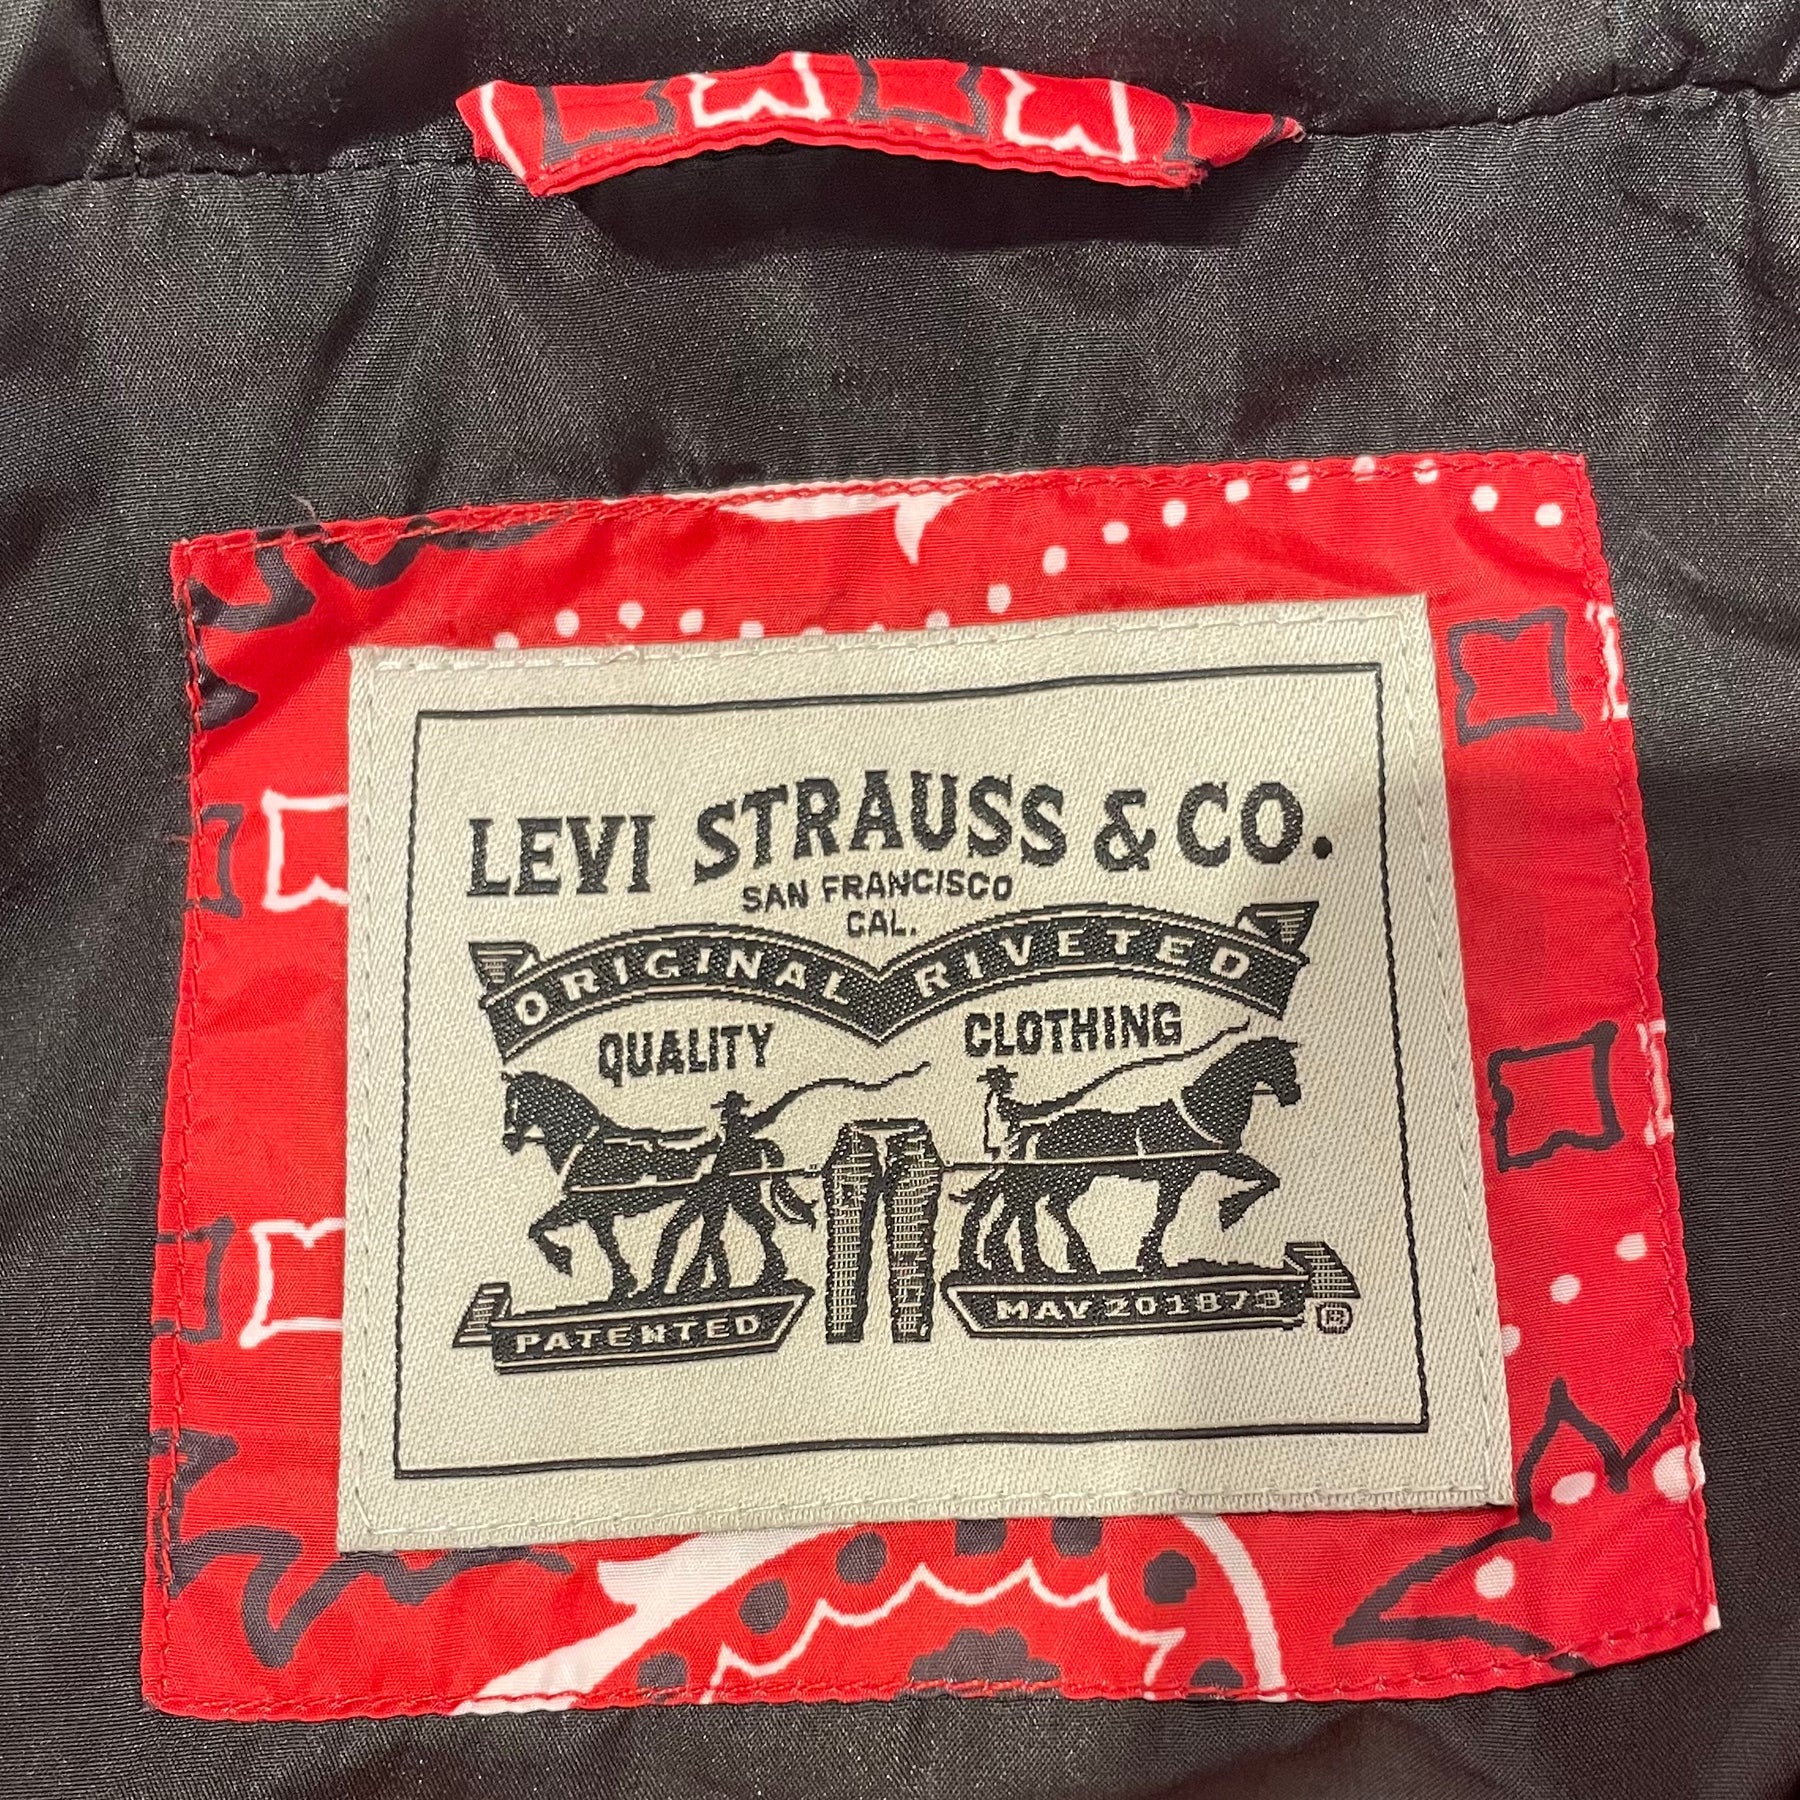 LEVI STRAUSS & CO.
SAN FRANCISCO
CAL.
ORIGINAL RIVETED
QUALITY CLOTHING
PATENTED MAY 20 1873 ®